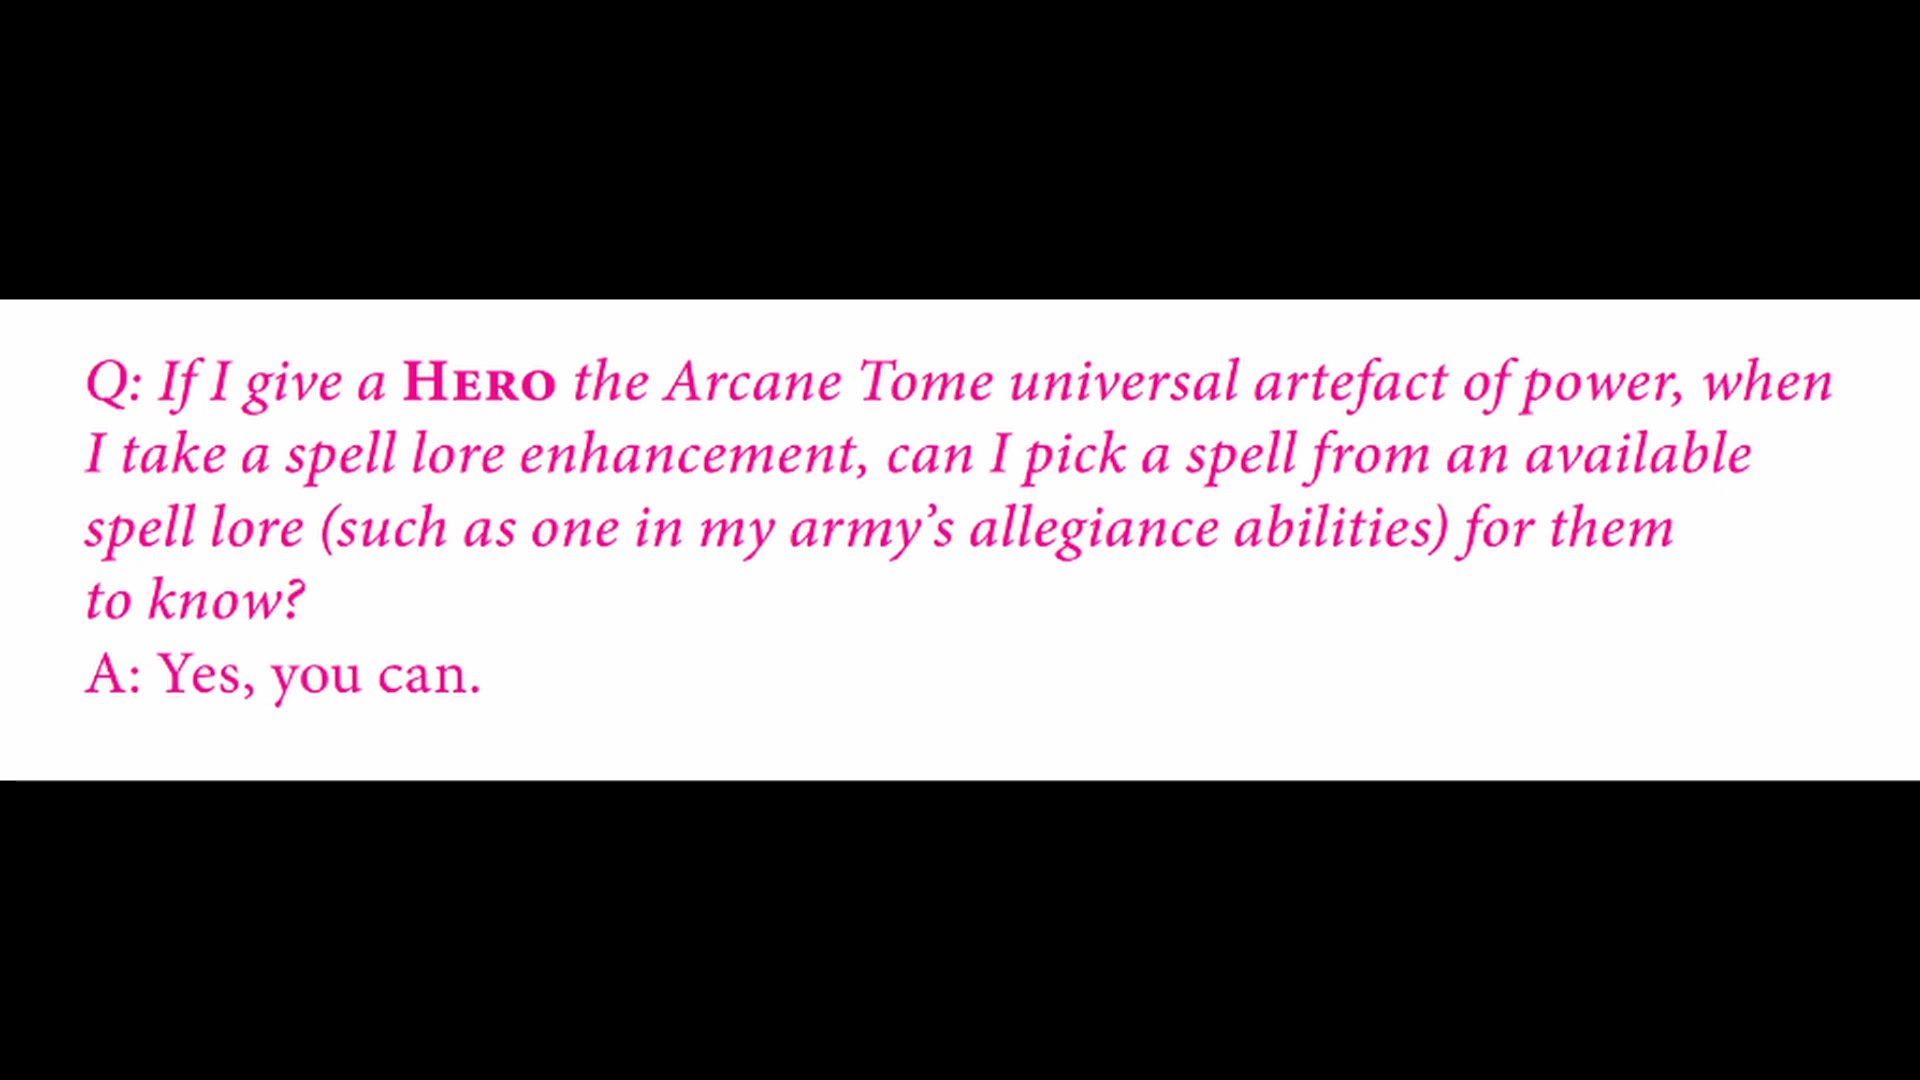 Q: If I give a HERO the Arcane Tome universal artefact of power, when
I take a spell lore enhancement, can I pick a spell from an available
spell lore (such as one in my army’s allegiance abilities) for them
to know?
A: Yes, you can.